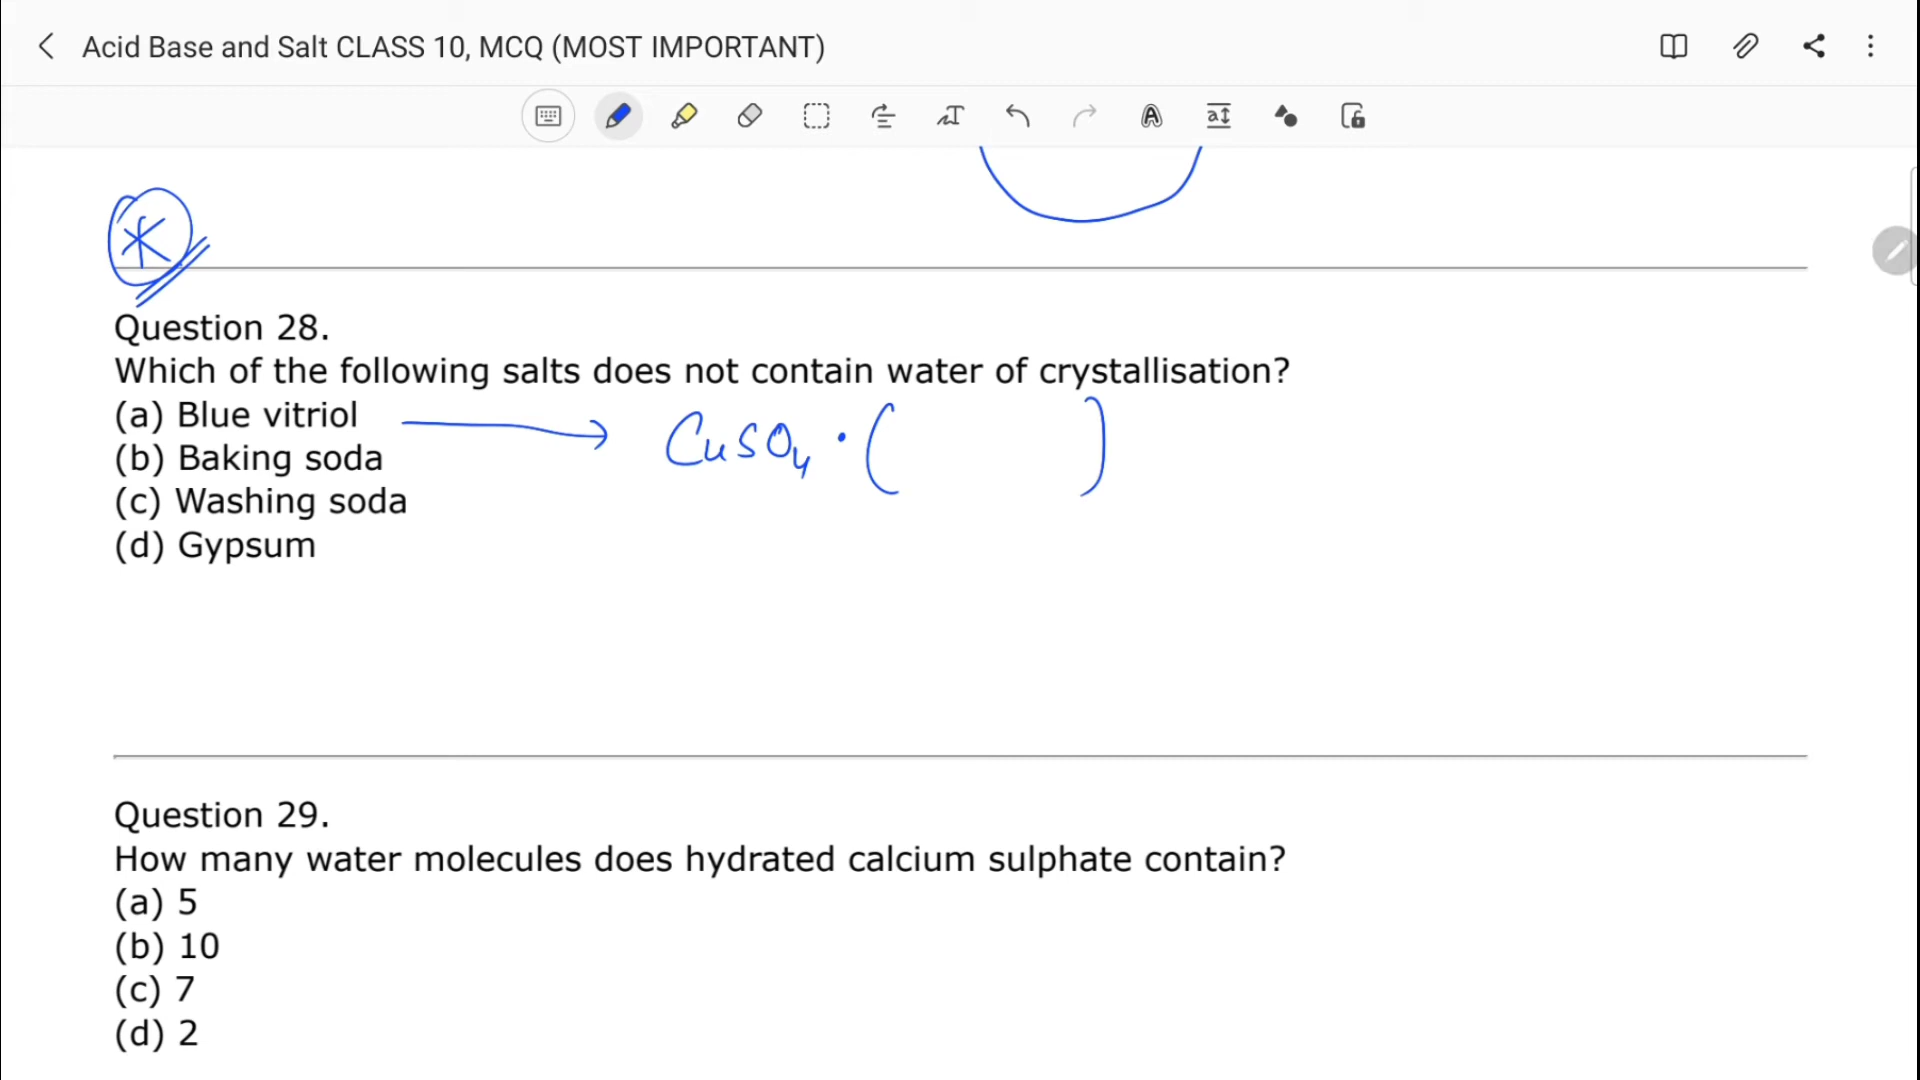 Acid Base and Salt CLASS 10, MCQ (MOST IMPORTANT)
Question 28.
Which of the following salts does not contain water of crystallisation?
(a) Blue vitriol
CuSO₄ · ( )
(b) Baking soda
(c) Washing soda
(d) Gypsum
Question 29.
How many water molecules does hydrated calcium sulphate contain?
(a) 5
(b) 10
(c) 7
(d) 2